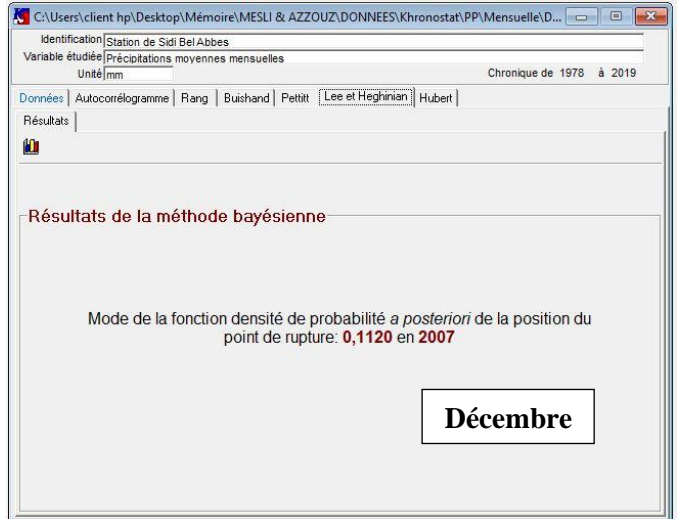 C:\Users\client hp\Desktop\Mémoire\MESLI & AZZOUZ\DONNEES\Khronostat\PP\Mensuelle\D...
Identification Station de Sidi Bel Abbes
Variable étudiée Précipitations moyennes mensuelles
Unité mm Chronique de 1978 à 2019
Données Autocorrélogramme Rang Buishand Pettitt Lee et Heghinian Hubert
Résultats
Résultats de la méthode bayésienne
Mode de la fonction densité de probabilité a posteriori de la position du
point de rupture: 0,1120 en 2007
Décembre